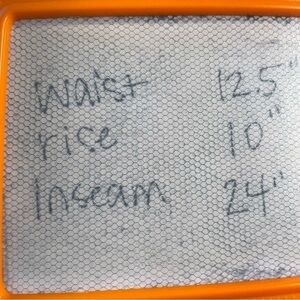 waist 12.5"
rise 10"
Inseam 24"